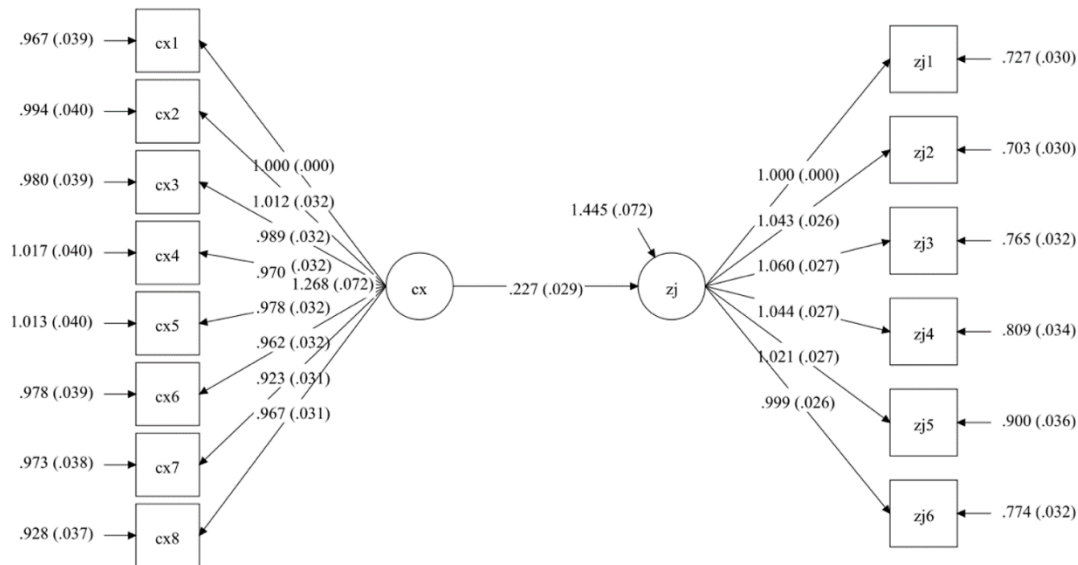 .967 (.039)
cx1
.994 (.040)
cx2
.980 (.039)
cx3
1.017 (.040)
cx4
1.013 (.040)
cx5
.978 (.039)
cx6
.973 (.038)
cx7
.928 (.037)
cx8
1.000 (.000)
1.012 (.032)
.989 (.032)
.970 (.032)
1.268 (.072)
.978 (.032)
.962 (.032)
.923 (.031)
.967 (.031)
cx
.227 (.029)
1.445 (.072)
zj
1.000 (.000)
1.043 (.026)
1.060 (.027)
1.044 (.027)
1.021 (.027)
.999 (.026)
zj1
.727 (.030)
zj2
.703 (.030)
zj3
.765 (.032)
zj4
.809 (.034)
zj5
.900 (.036)
zj6
.774 (.032)